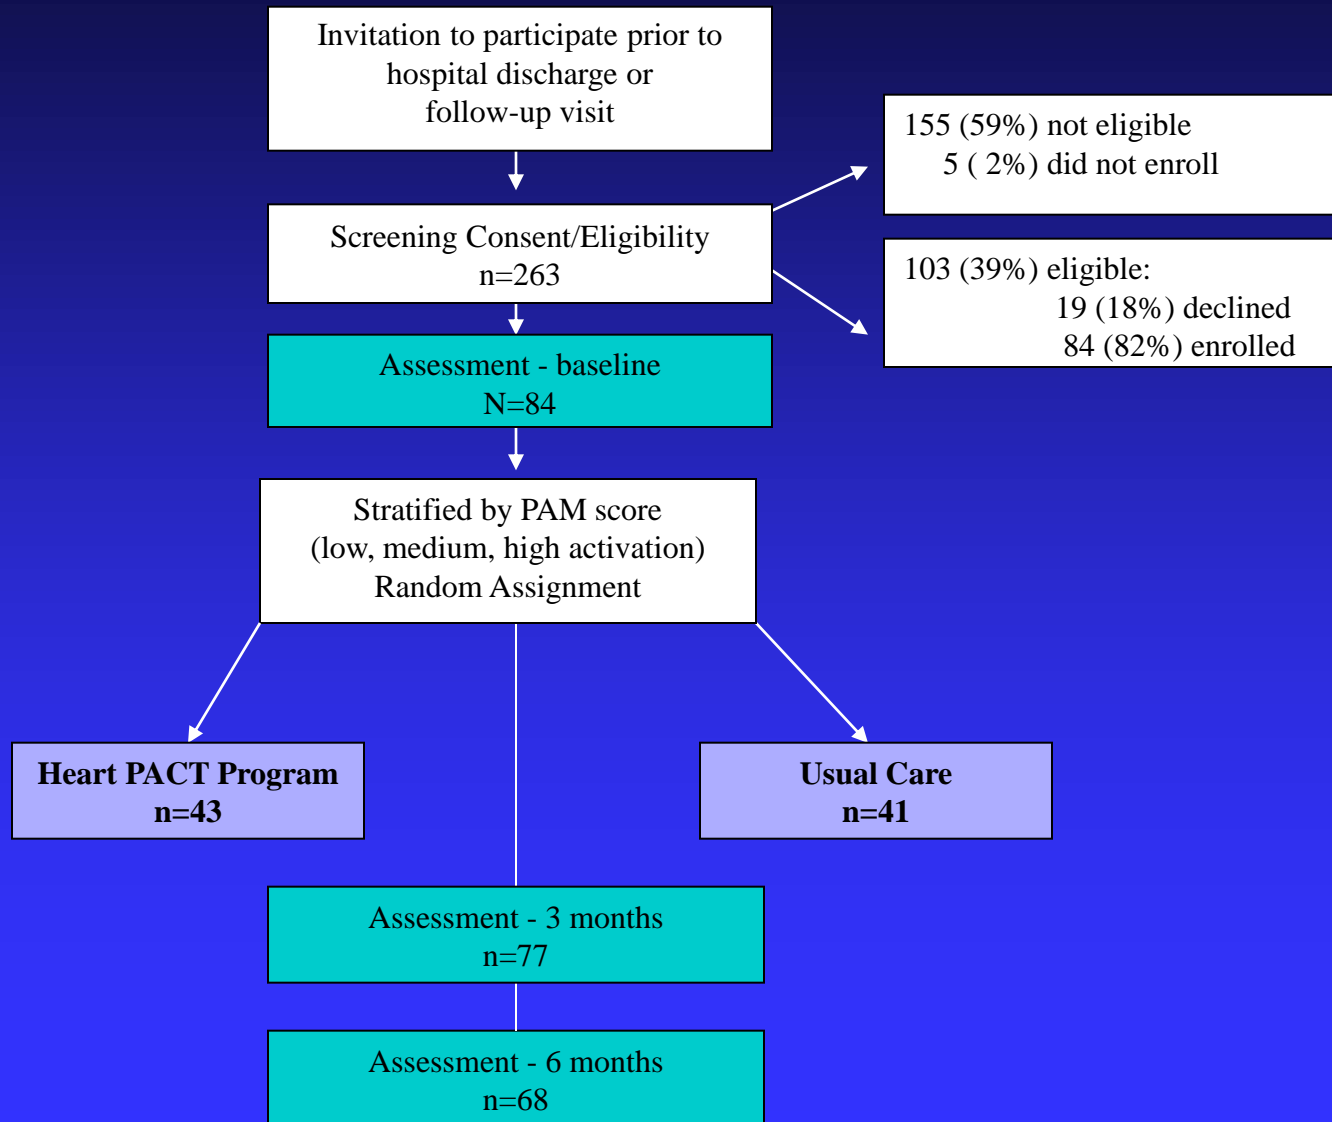 Invitation to participate prior to
hospital discharge or
follow-up visit
155 (59%) not eligible
5 ( 2%) did not enroll
Screening Consent/Eligibility
n=263
103 (39%) eligible:
19 (18%) declined
84 (82%) enrolled
Assessment - baseline
N=84
Stratified by PAM score
(low, medium, high activation)
Random Assignment
Heart PACT Program
n=43
Usual Care
n=41
Assessment - 3 months
n=77
Assessment - 6 months
n=68